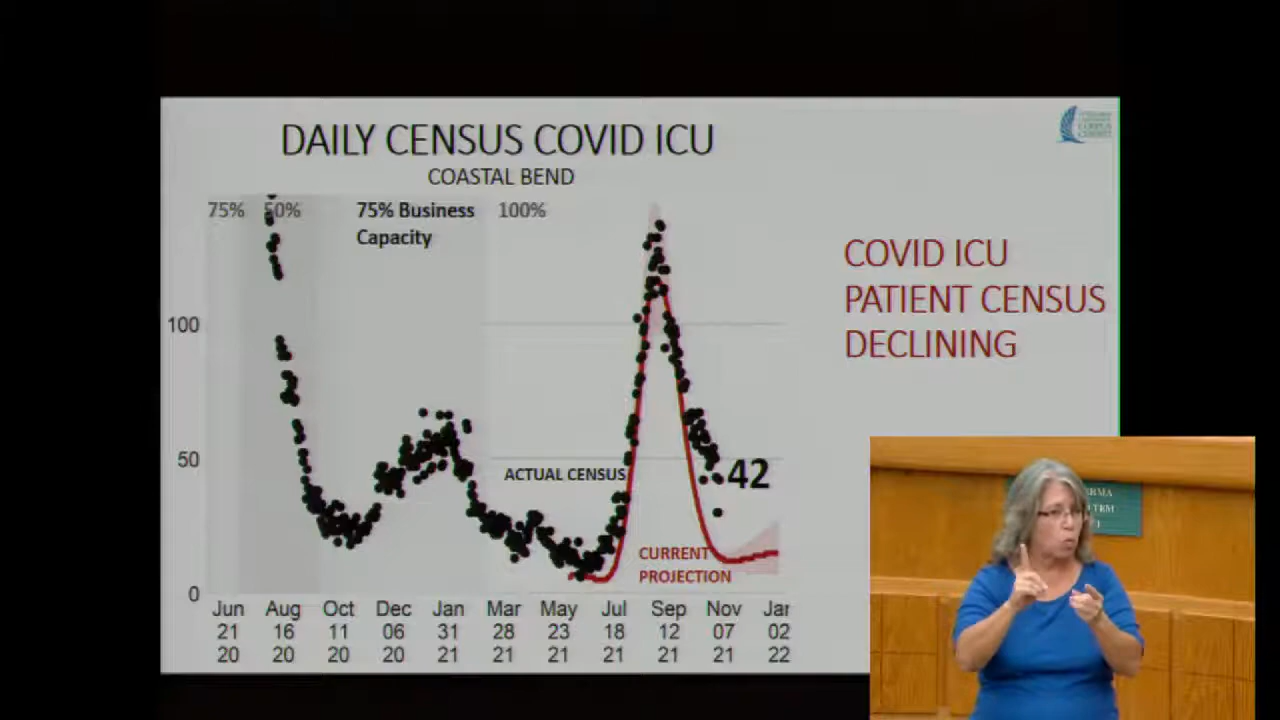 DAILY CENSUS COVID ICU
COASTAL BEND
75% 50% 75% Business Capacity 100%
COVID ICU
PATIENT CENSUS
DECLINING
100
50
0
ACTUAL CENSUS
42
CURRENT
PROJECTION
Jun Aug Oct Dec Jan Mar May Jul Sep Nov Jan
21 16 11 06 31 28 23 18 12 07 02
20 20 20 20 21 21 21 21 21 21 22
CORPUS
CHRISTI